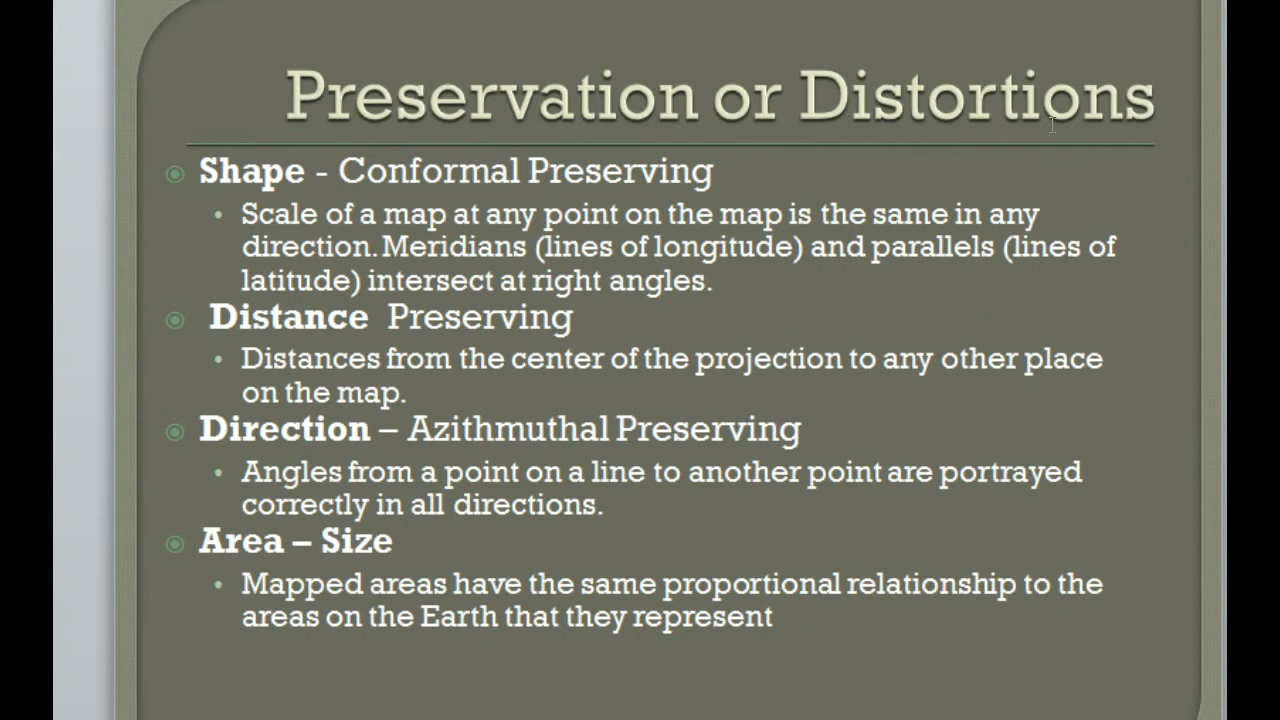 Preservation or Distortions
Shape - Conformal Preserving
Scale of a map at any point on the map is the same in any
direction. Meridians (lines of longitude) and parallels (lines of
latitude) intersect at right angles.
Distance Preserving
Distances from the center of the projection to any other place
on the map.
Direction – Azithmuthal Preserving
Angles from a point on a line to another point are portrayed
correctly in all directions.
Area – Size
Mapped areas have the same proportional relationship to the
areas on the Earth that they represent